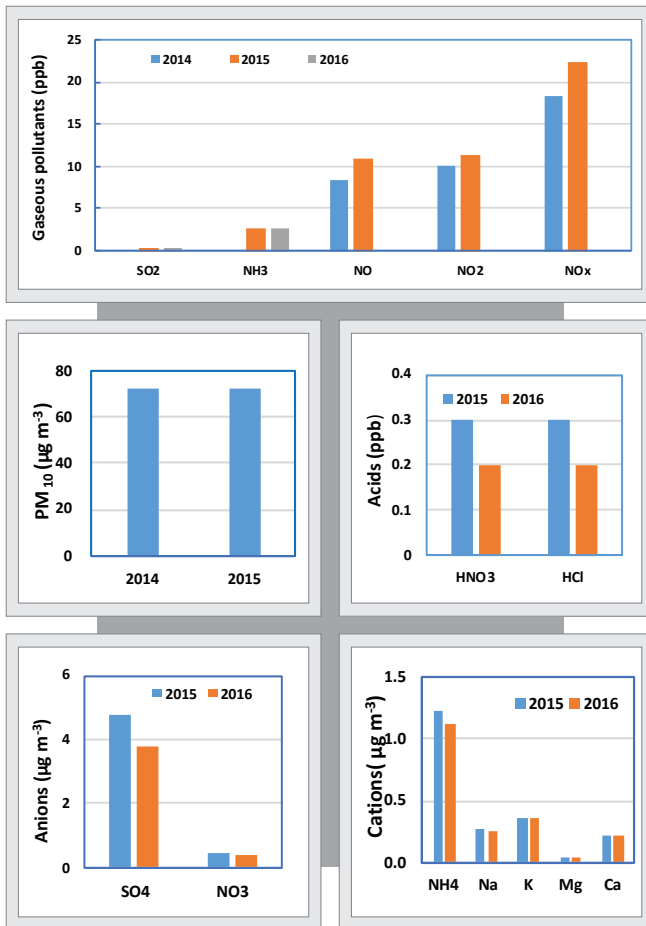 Gaseous pollutants (ppb)
25
20
15
10
5
0
2014 2015 2016
SO2 NH3 NO NO2 NOx
PM 10 (µg m-3)
80
60
40
20
0
2014 2015
Acids (ppb)
0.4
0.3
0.2
0.1
0
2015 2016
HNO3 HCl
Anions (µg m-3)
6
4
2
0
2015 2016
SO4 NO3
Cations( µg m-3)
1.5
1.0
0.5
0.0
2015 2016
NH4 Na K Mg Ca